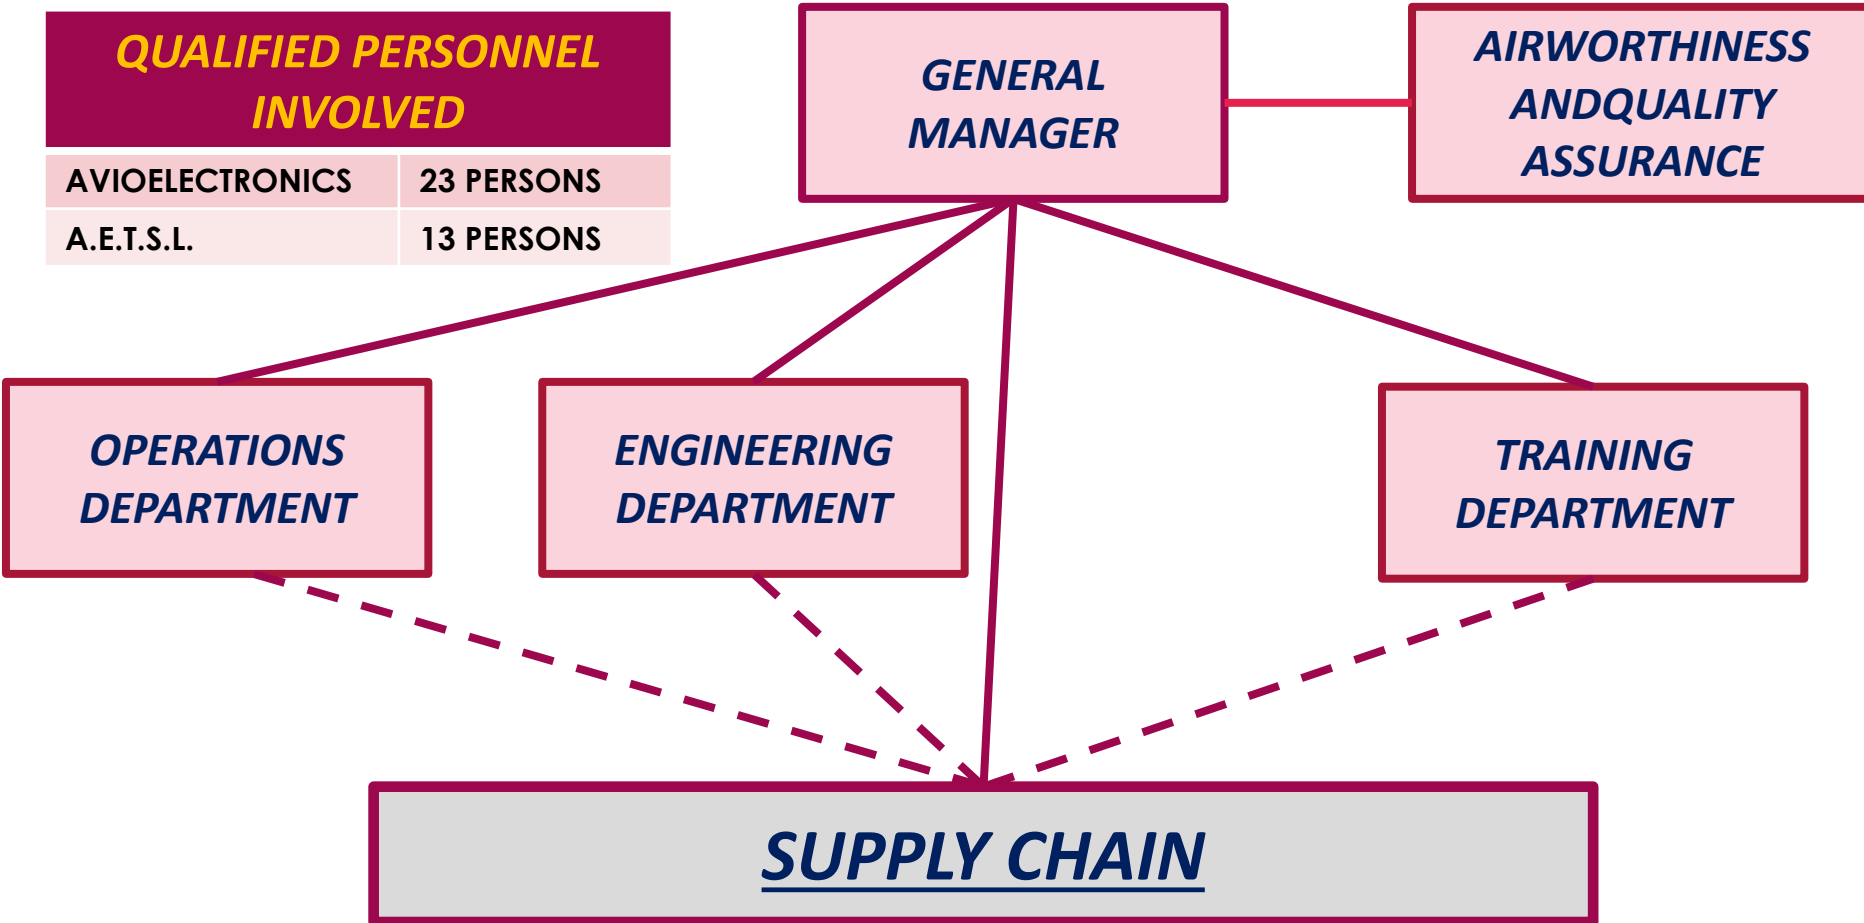 QUALIFIED PERSONNEL
INVOLVED
AVIOELECTRONICS 23 PERSONS
A.E.T.S.L. 13 PERSONS
GENERAL
MANAGER
AIRWORTHINESS
ANDQUALITY
ASSURANCE
OPERATIONS
DEPARTMENT
ENGINEERING
DEPARTMENT
TRAINING
DEPARTMENT
SUPPLY CHAIN